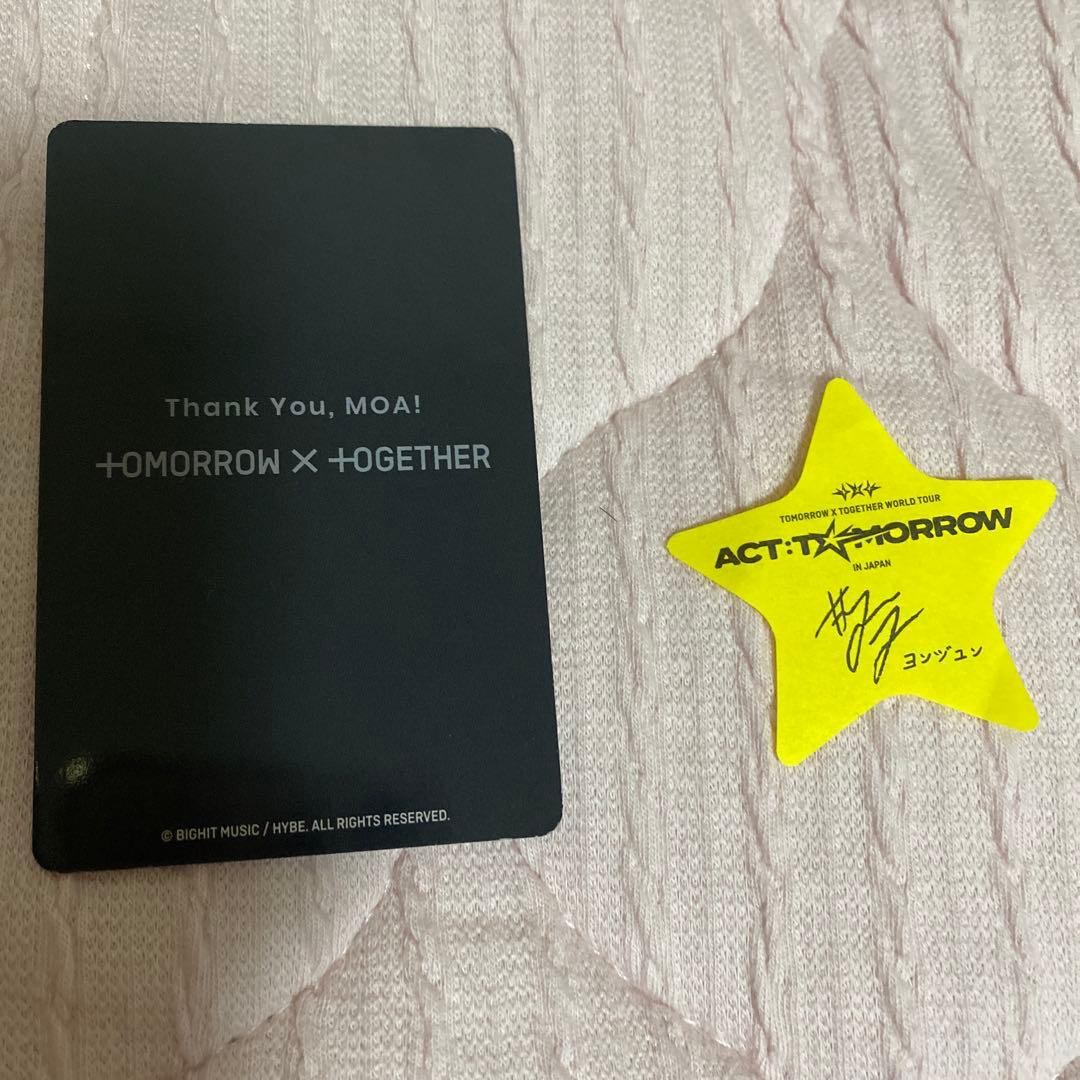 Thank You, MOA!
TOMORROW X TOGETHER
© BIGHIT MUSIC / HYBE. ALL RIGHTS RESERVED.
TOMORROW X TOGETHER WORLD TOUR
ACT:TOMORROW
IN JAPAN
ヨンヅュン